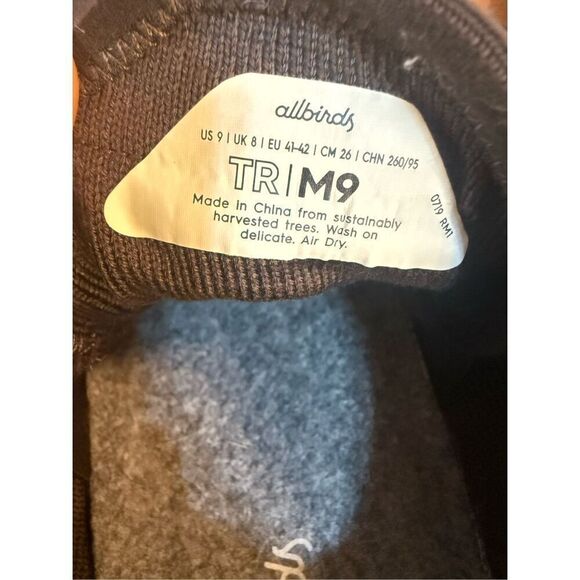 allbirds
US 9 | UK 8 | EU 41-42 | CM 26 | CHN 260/95
TR|M9
Made in China from sustainably
harvested trees. Wash on
delicate. Air Dry.
0719 RM1